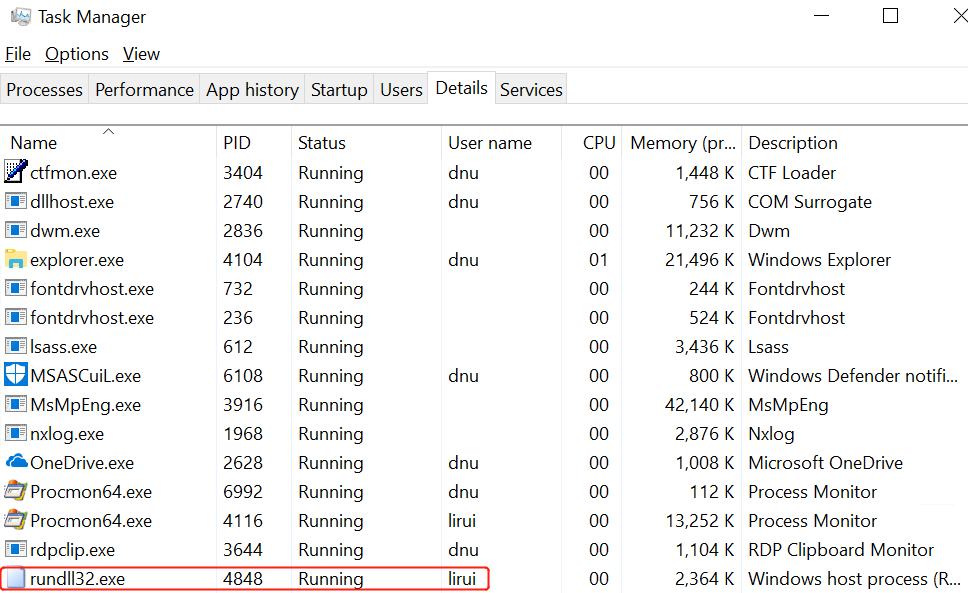 Task Manager
File Options View
Processes Performance App history Startup Users Details Services
Name PID Status User name CPU Memory (pr... Description
ctfmon.exe 3404 Running dnu 00 1,448 K CTF Loader
dllhost.exe 2740 Running dnu 00 756 K COM Surrogate
dwm.exe 2836 Running 00 11,232 K Dwm
explorer.exe 4104 Running dnu 01 21,496 K Windows Explorer
fontdrvhost.exe 732 Running 00 244 K Fontdrvhost
fontdrvhost.exe 236 Running 00 524 K Fontdrvhost
lsass.exe 612 Running 00 3,436 K Lsass
MSASCuiL.exe 6108 Running dnu 00 800 K Windows Defender notifi...
MsMpEng.exe 3916 Running 00 42,140 K MsMpEng
nxlog.exe 1968 Running 00 2,876 K Nxlog
OneDrive.exe 2628 Running dnu 00 1,008 K Microsoft OneDrive
Procmon64.exe 6992 Running dnu 00 112 K Process Monitor
Procmon64.exe 4116 Running lirui 00 13,252 K Process Monitor
rdpclip.exe 3644 Running dnu 00 1,104 K RDP Clipboard Monitor
rundll32.exe 4848 Running lirui 00 2,364 K Windows host process (R...